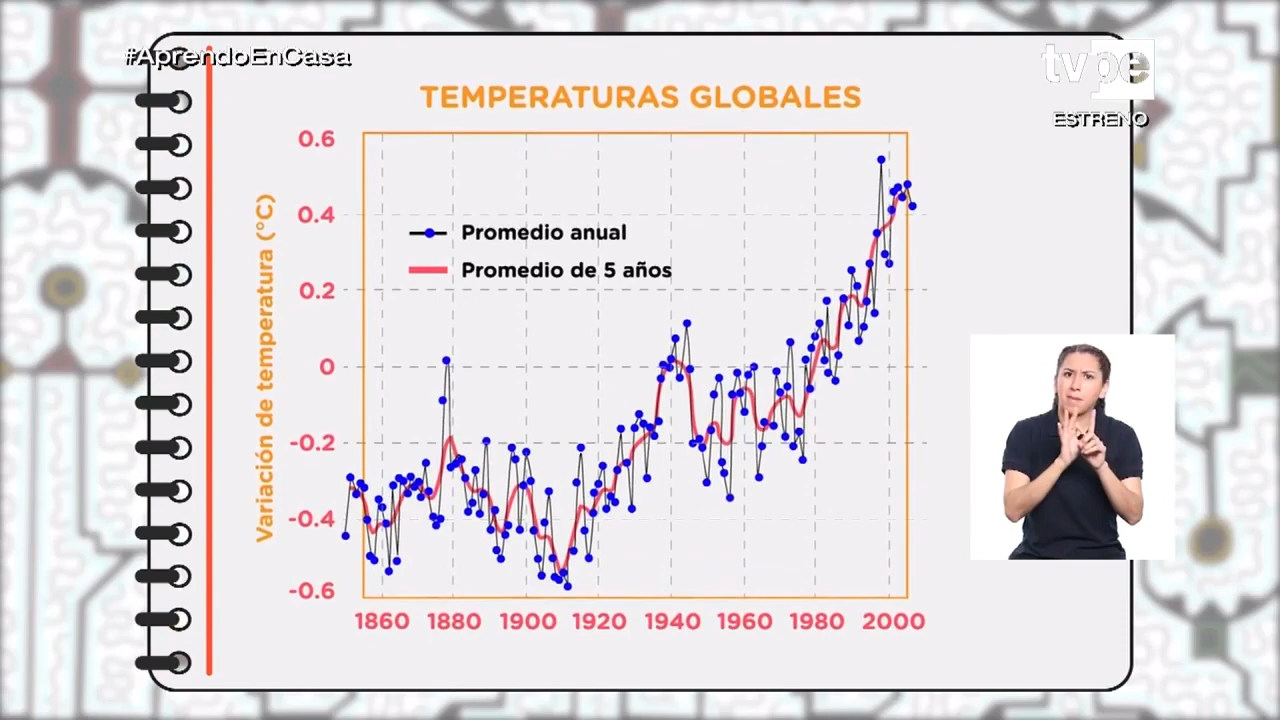 #AprendoEnCasa
tvpe
ESTRENO
TEMPERATURAS GLOBALES
Variación de temperatura (°C)
0.6
0.4
0.2
0
-0.2
-0.4
-0.6
Promedio anual
Promedio de 5 años
1860 1880 1900 1920 1940 1960 1980 2000